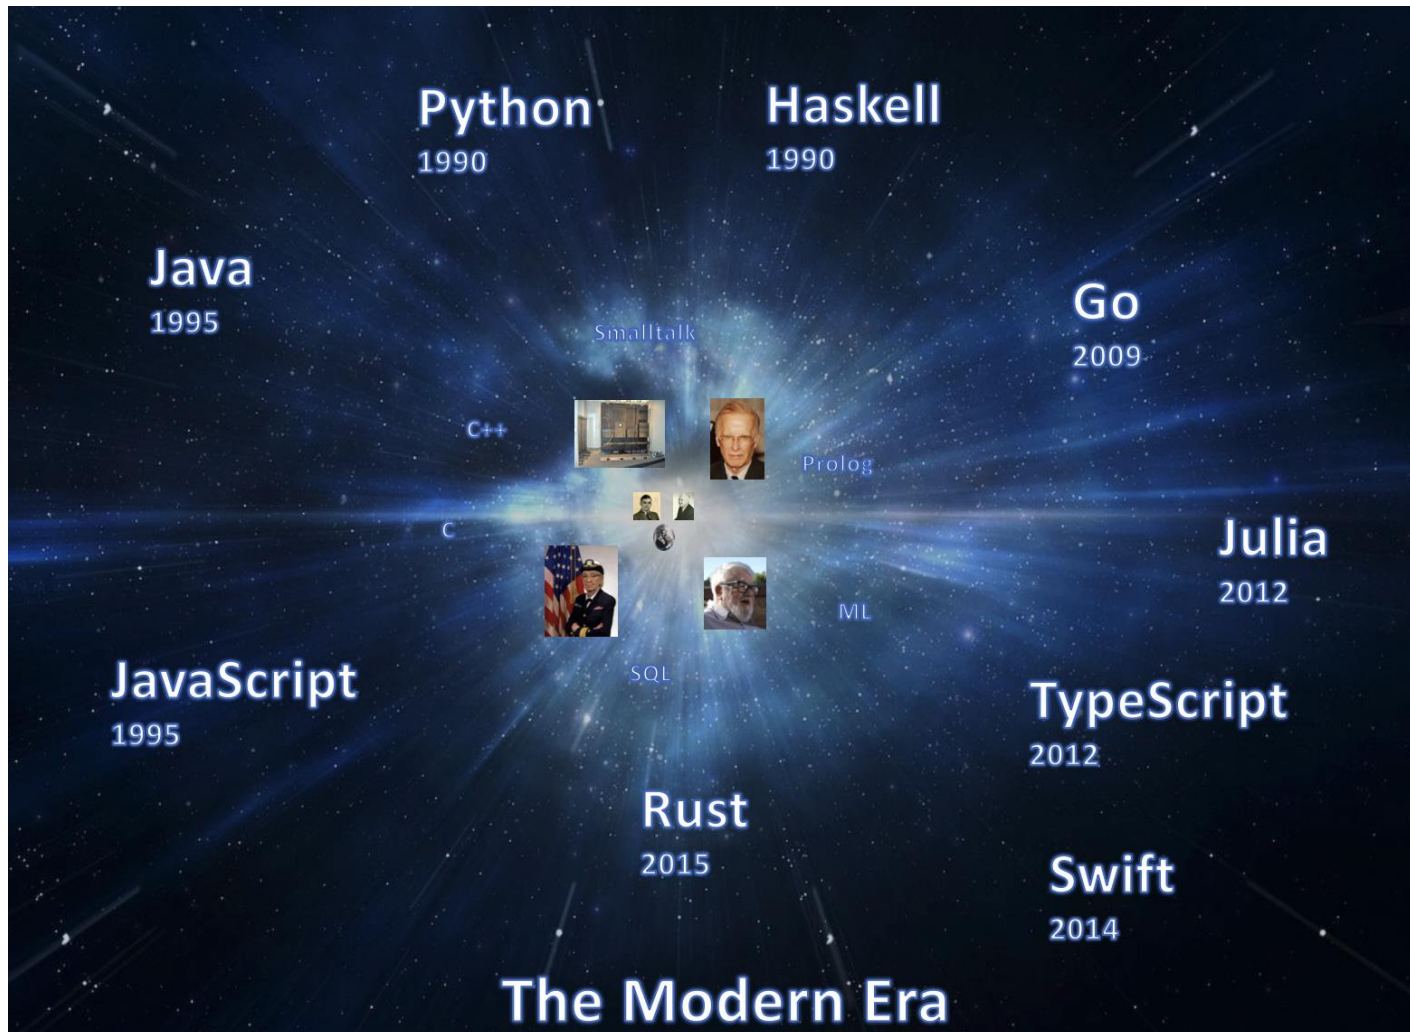 Python
1990
Haskell
1990
Java
1995
Go
2009
Smalltalk
C++
Prolog
C
Julia
2012
ML
SQL
JavaScript
1995
TypeScript
2012
Rust
2015
Swift
2014
The Modern Era